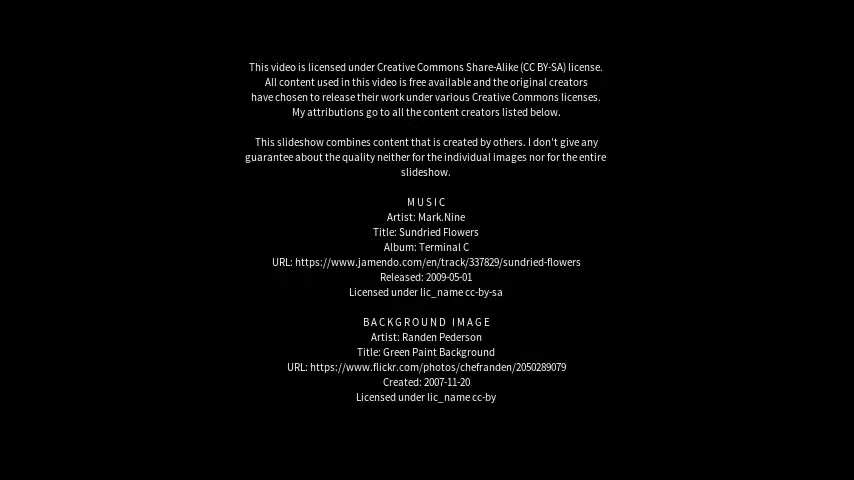 This video is licensed under Creative Commons Share-Alike (CC BY-SA) license.
All content used in this video is free available and the original creators
have chosen to release their work under various Creative Commons licenses.
My attributions go to all the content creators listed below.
This slideshow combines content that is created by others. I don't give any
guarantee about the quality neither for the individual images nor for the entire
slideshow.
MUSIC
Artist: Mark.Nine
Title: Sundried Flowers
Album: Terminal C
URL: https://www.jamendo.com/en/track/337829/sundried-flowers
Released: 2009-05-01
Licensed under lic_name cc-by-sa
BACKGROUND IMAGE
Artist: Randen Pederson
Title: Green Paint Background
URL: https://www.flickr.com/photos/chefranden/2050289079
Created: 2007-11-20
Licensed under lic_name cc-by